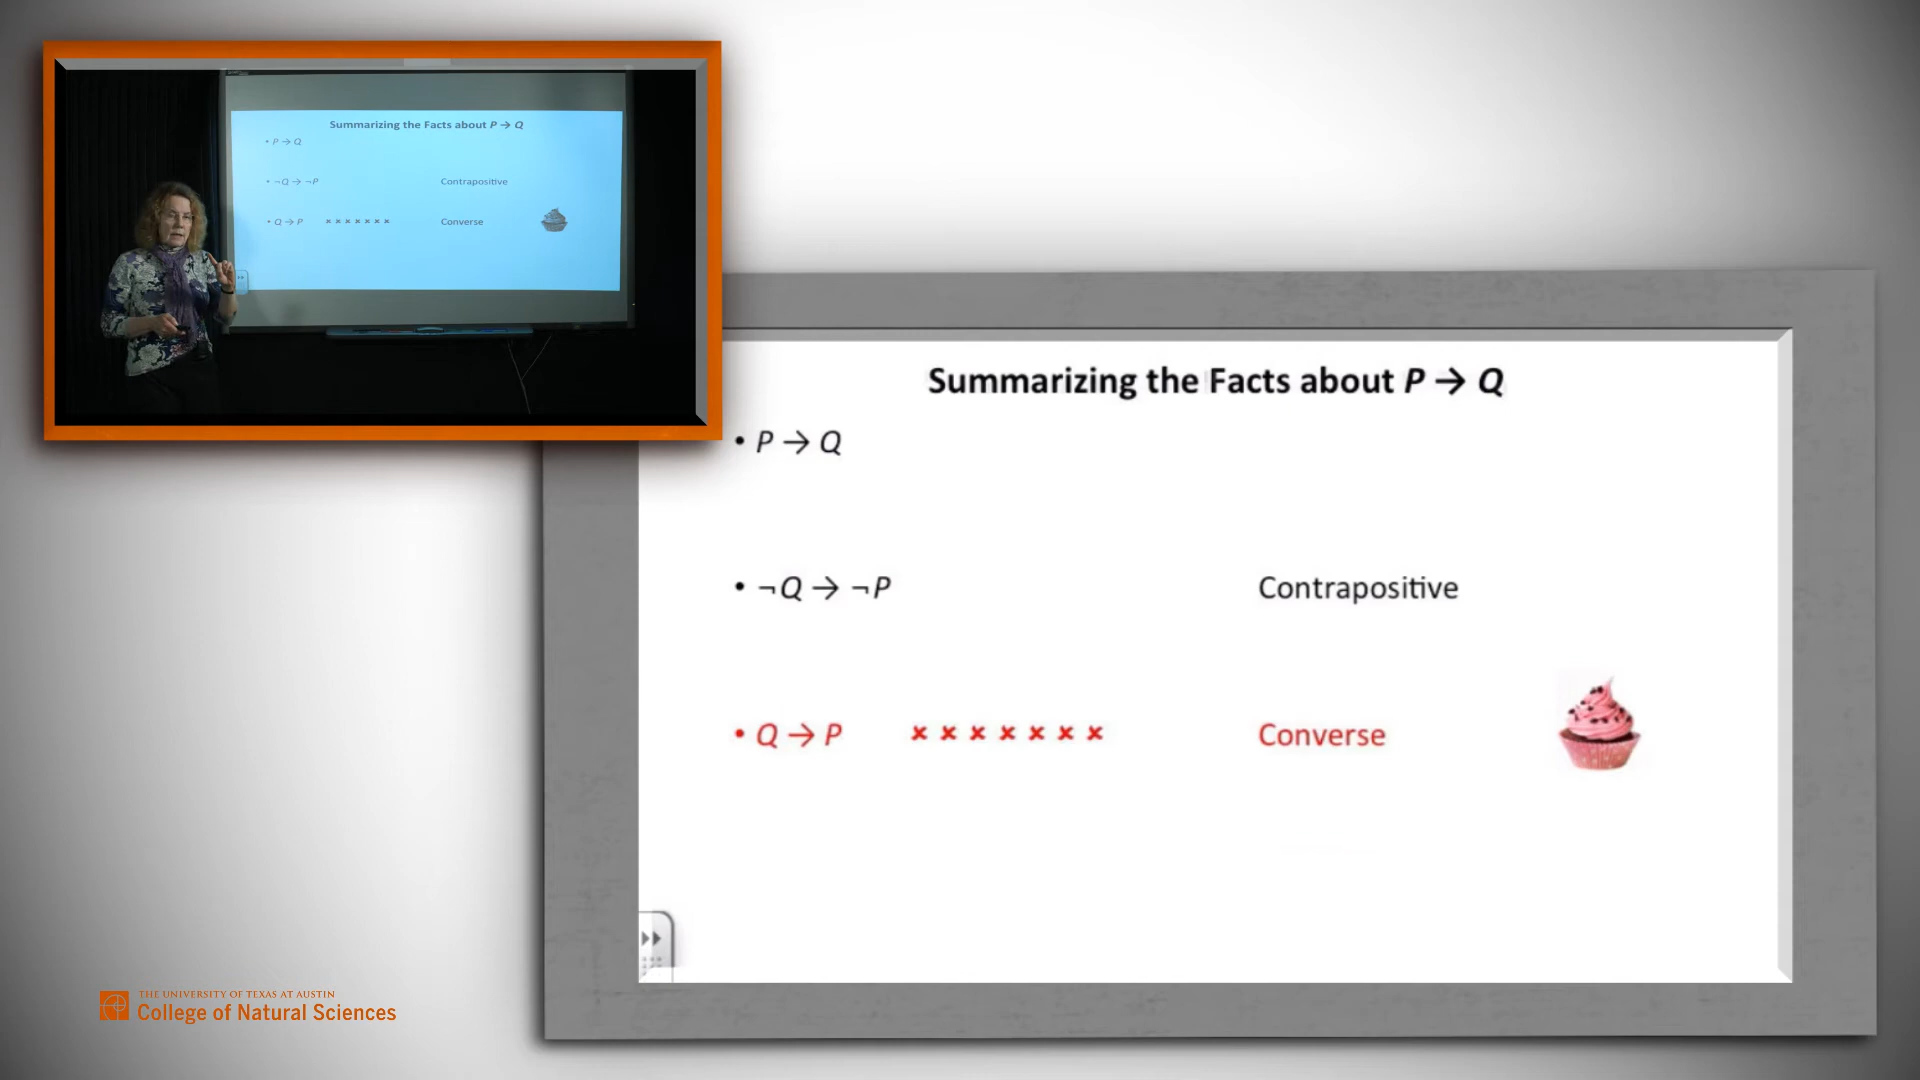 Summarizing the Facts about P → Q
• P → Q
• ¬Q → ¬P Contrapositive
• Q → P × × × × × × × Converse
Summarizing the Facts about P → Q
• P → Q
• ¬Q → ¬P Contrapositive
• Q → P × × × × × × × Converse
THE UNIVERSITY OF TEXAS AT AUSTIN
College of Natural Sciences